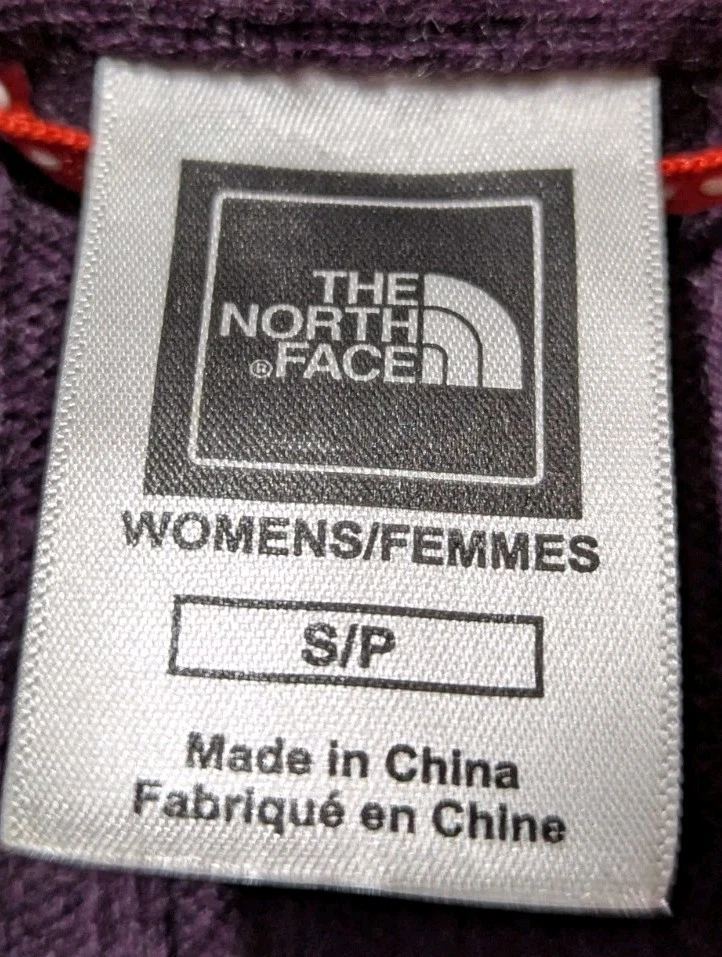 THE
NORTH
®FACE
WOMENS/FEMMES
S/P
Made in China
Fabriqué en Chine